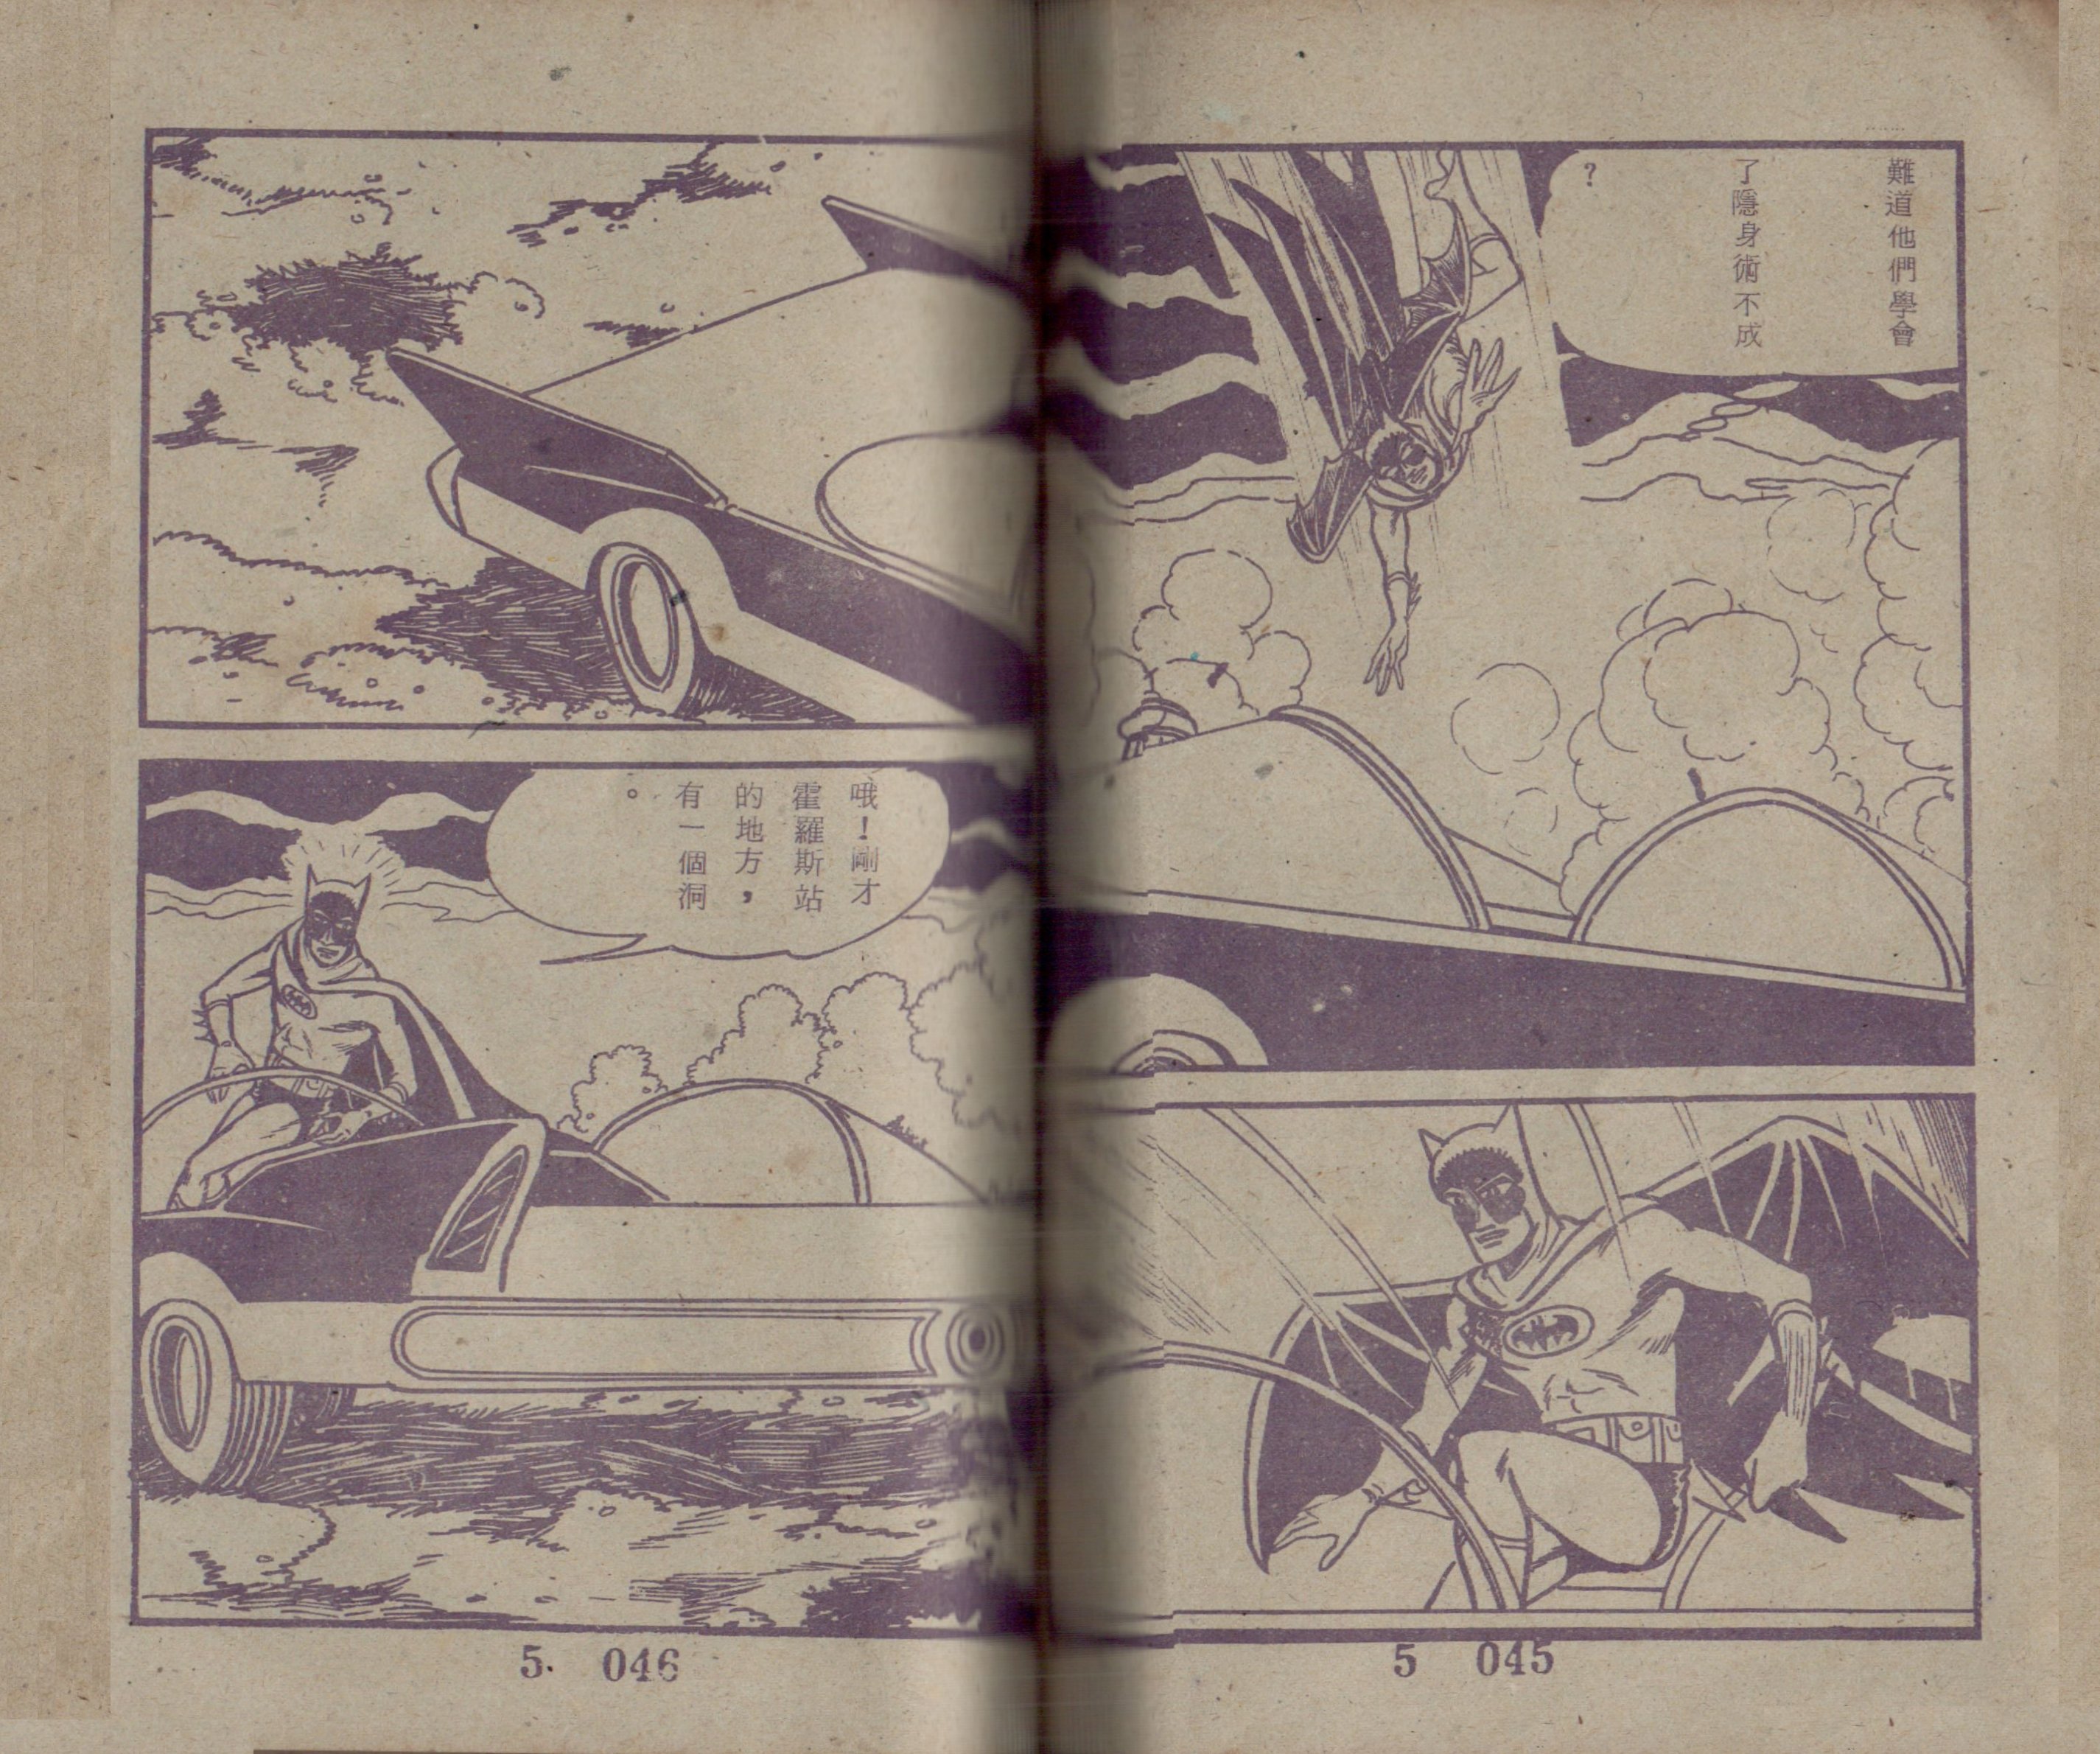 難道他們學會
了隱身術不成
?
5 045
哦！剛才
霍羅斯站
的地方，
有一個洞
。
5. 046